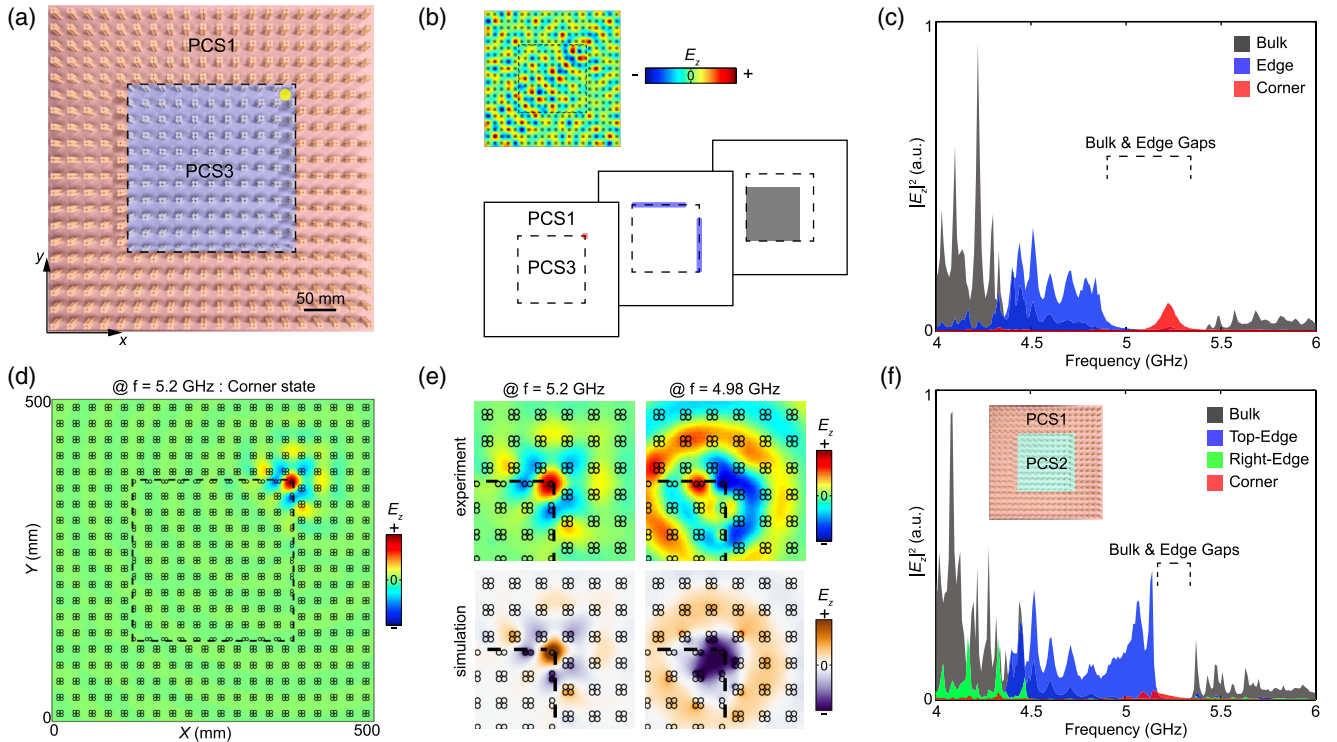 (a)
PCS1
PCS3
y
x
50 mm
(b)
E_z
- 0 +
PCS1
PCS3
(c)
1
|E_z|² (a.u.)
0
Bulk
Edge
Corner
Bulk & Edge Gaps
4 4.5 5 5.5 6
Frequency (GHz)
(d)
@ f = 5.2 GHz : Corner state
500
Y (mm)
0
0 X (mm) 500
E_z
+
0
-
(e)
@ f = 5.2 GHz
@ f = 4.98 GHz
experiment
E_z
+
0
-
simulation
E_z
+
0
-
(f)
1
|E_z|² (a.u.)
0
PCS1
PCS2
Bulk
Top-Edge
Right-Edge
Corner
Bulk & Edge Gaps
4 4.5 5 5.5 6
Frequency (GHz)